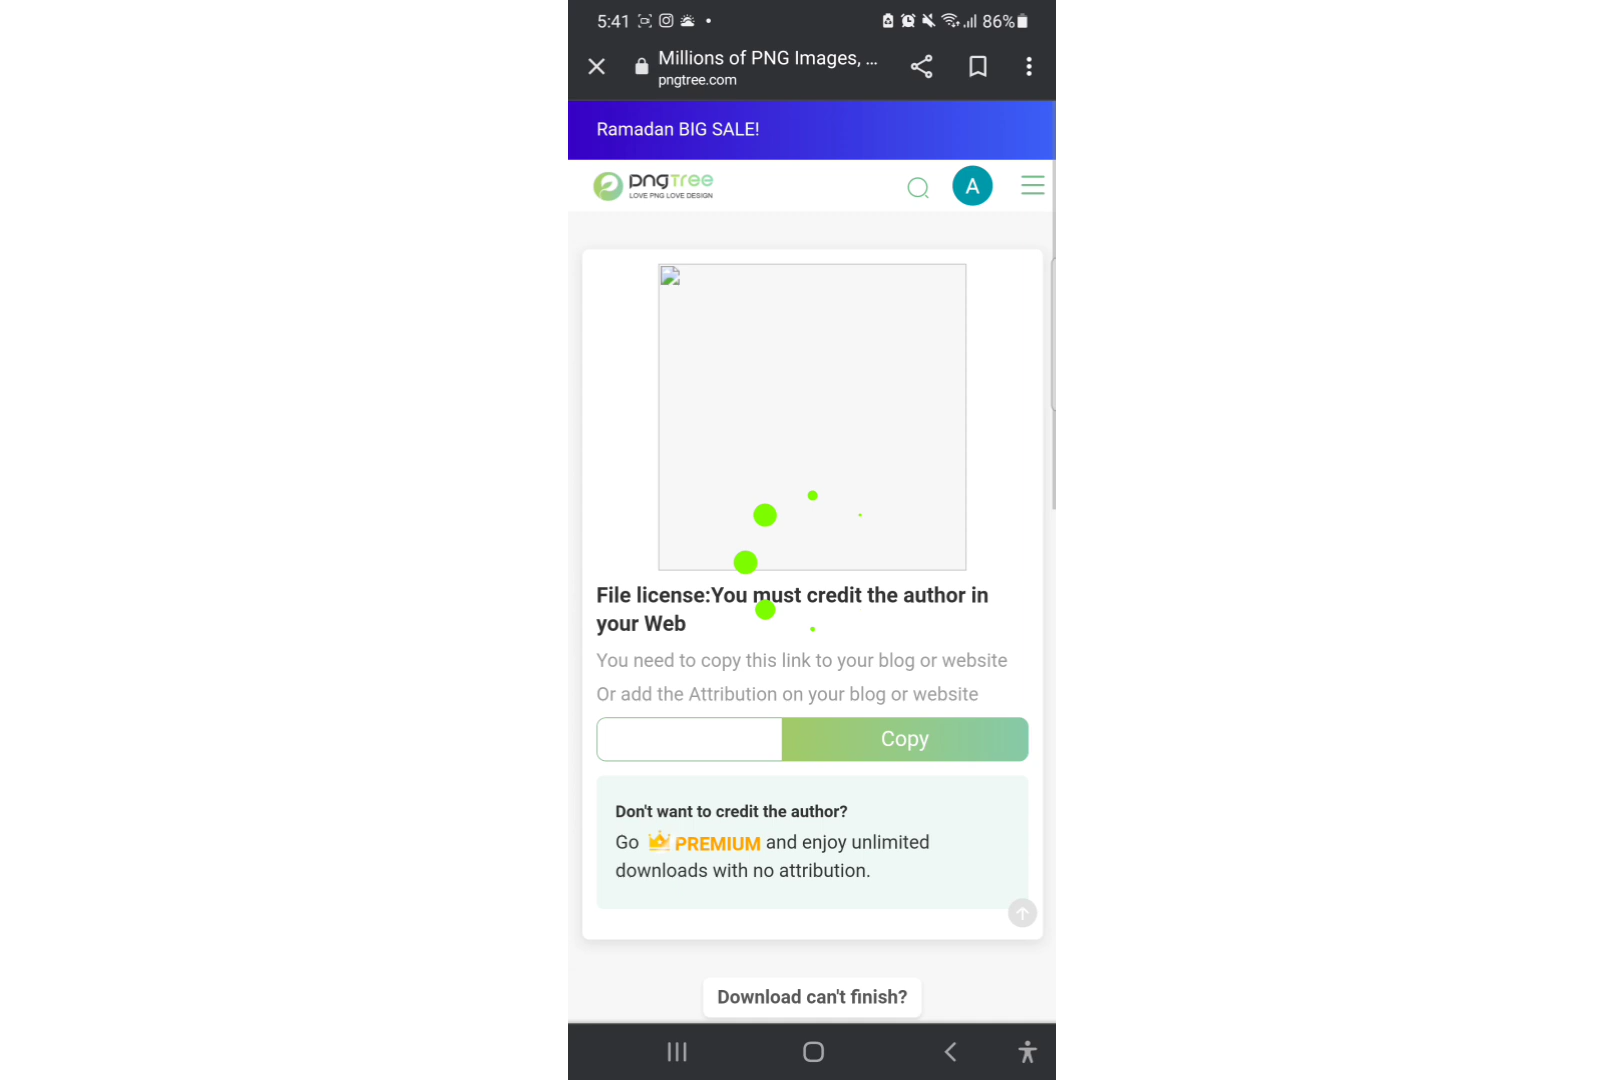 5:41
86%
Millions of PNG Images, ...
pngtree.com
Ramadan BIG SALE!
pngtree
LOVE PNG LOVE DESIGN
A
File license:You must credit the author in
your Web
You need to copy this link to your blog or website
Or add the Attribution on your blog or website
Copy
Don't want to credit the author?
Go PREMIUM and enjoy unlimited
downloads with no attribution.
Download can't finish?